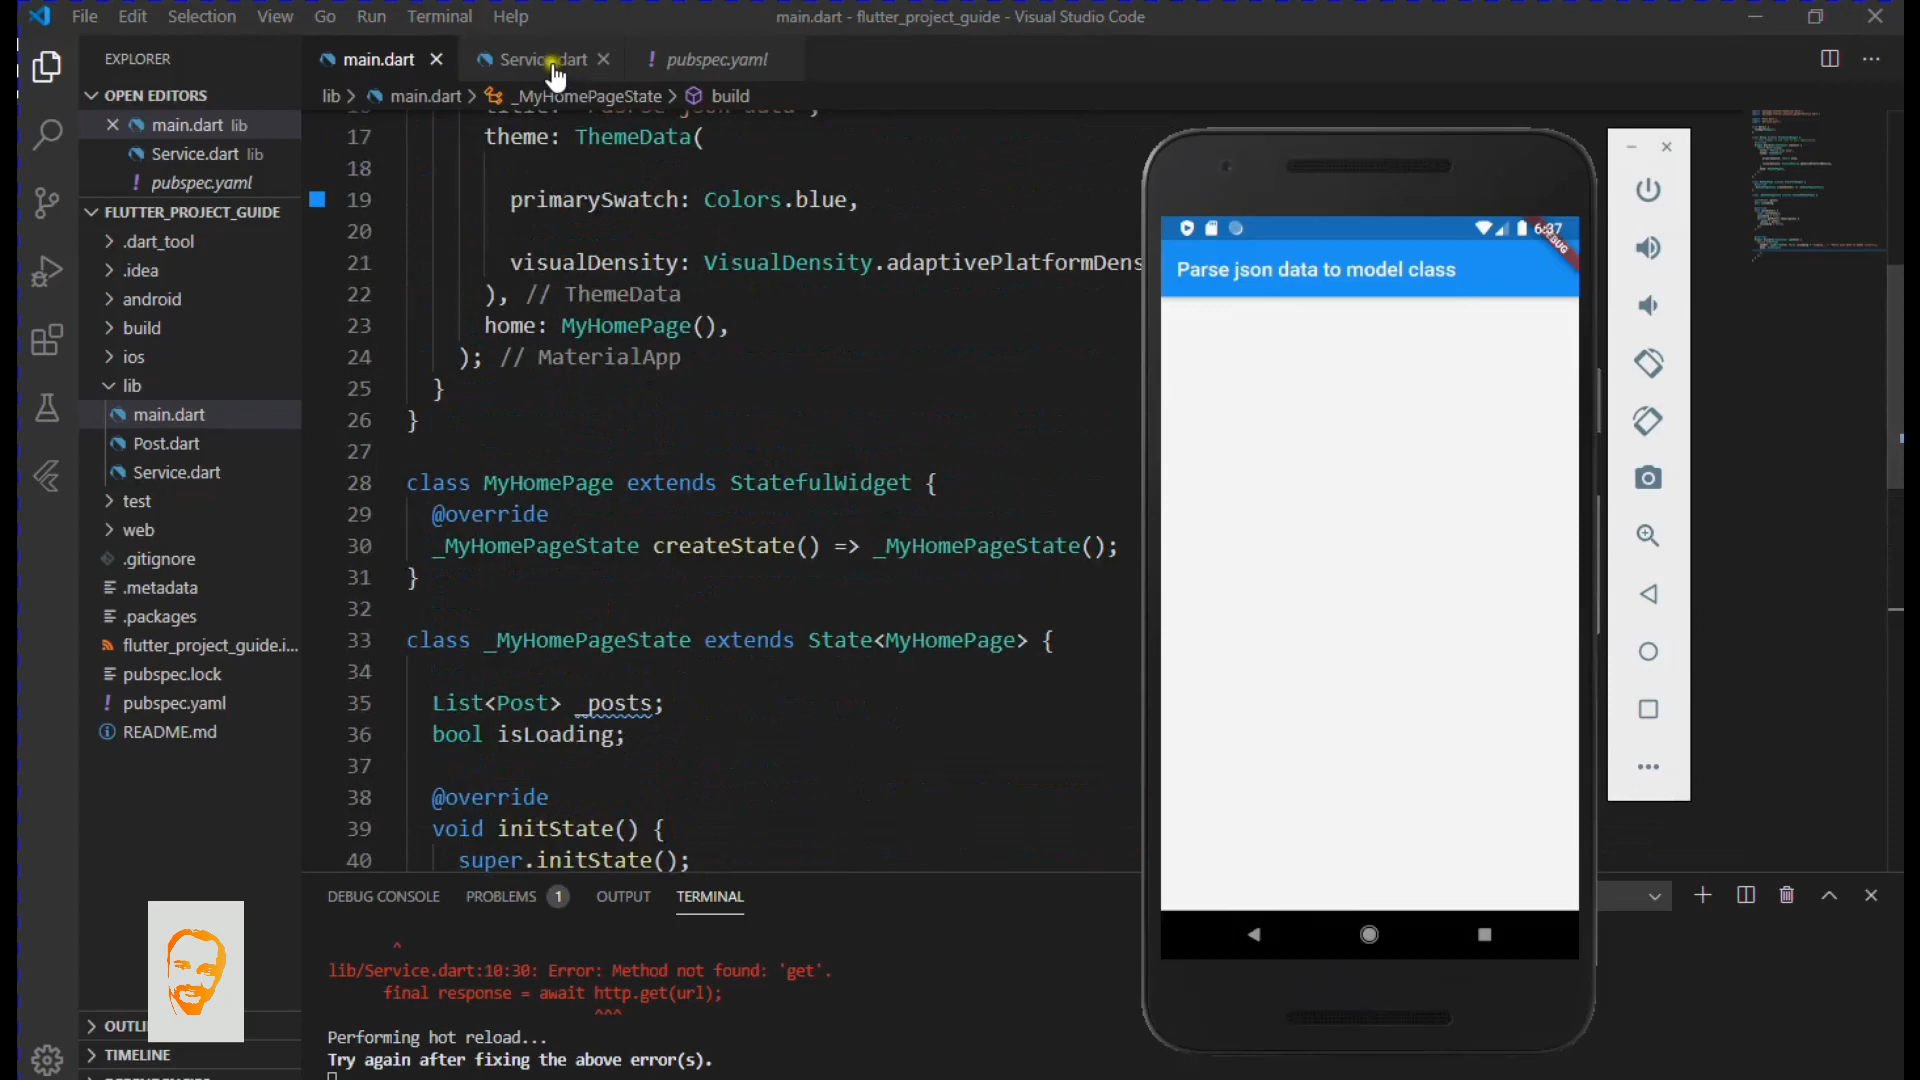 File Edit Selection View Go Run Terminal Help
main.dart - flutter_project_guide - Visual Studio Code
EXPLORER
OPEN EDITORS
main.dart lib
Service.dart lib
! pubspec.yaml
FLUTTER_PROJECT_GUIDE
.dart_tool
.idea
android
build
ios
lib
main.dart
Post.dart
Service.dart
test
web
.gitignore
.metadata
.packages
flutter_project_guide.i...
pubspec.lock
! pubspec.yaml
README.md
TIMELINE
main.dart
Service.dart
! pubspec.yaml
lib > main.dart > _MyHomePageState > build
17 theme: ThemeData(
18
19 primarySwatch: Colors.blue,
20
21 visualDensity: VisualDensity.adaptivePlatformDens
22 ), // ThemeData
23 home: MyHomePage(),
24 ); // MaterialApp
25 }
26 }
27
28 class MyHomePage extends StatefulWidget {
29 @override
30 _MyHomePageState createState() => _MyHomePageState();
31 }
32
33 class _MyHomePageState extends State<MyHomePage> {
34
35 List<Post> _posts;
36 bool isLoading;
37
38 @override
39 void initState() {
40 super.initState();
DEBUG CONSOLE PROBLEMS 1 OUTPUT TERMINAL
^
lib/Service.dart:10:30: Error: Method not found: 'get'.
final response = await http.get(url);
^^^
Performing hot reload...
Try again after fixing the above error(s).
6:37
DEBUG
Parse json data to model class